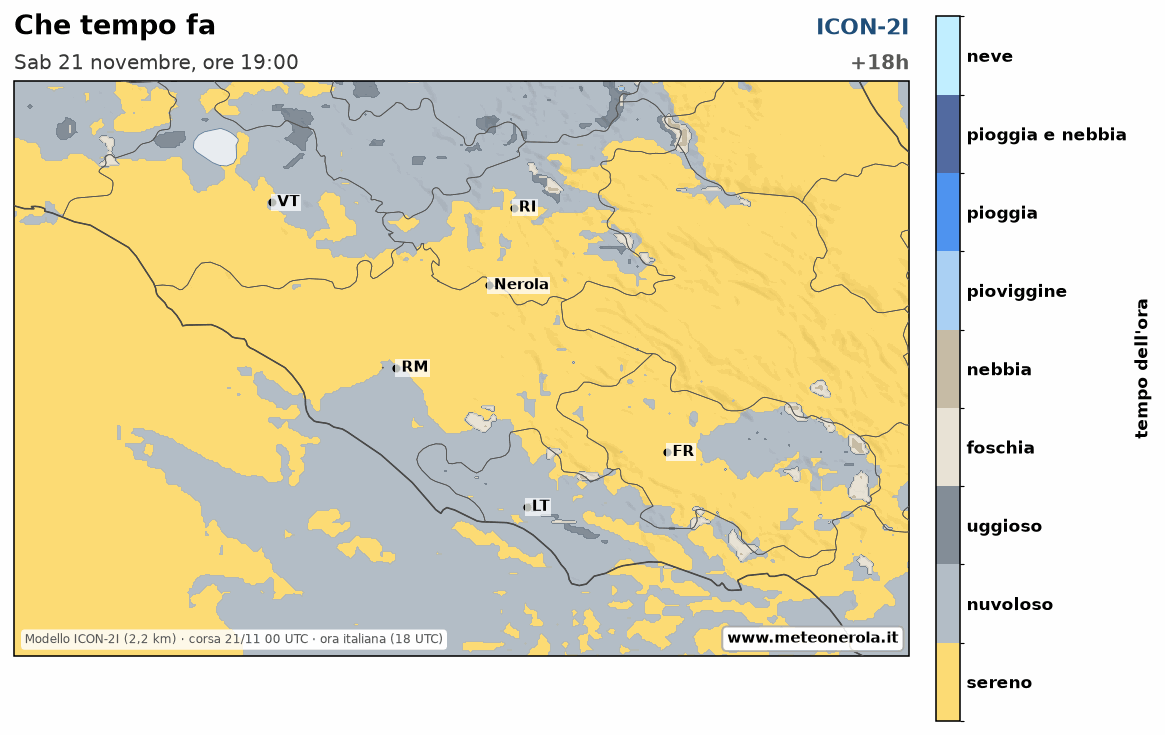 Che tempo fa
ICON-2I
Sab 21 novembre, ore 19:00
+18h
neve
pioggia e nebbia
pioggia
pioviggine
nebbia
foschia
uggioso
nuvoloso
sereno
tempo dell'ora
VT
RI
Nerola
RM
FR
LT
Modello ICON-2I (2,2 km) · corsa 21/11 00 UTC · ora italiana (18 UTC)
www.meteonerola.it